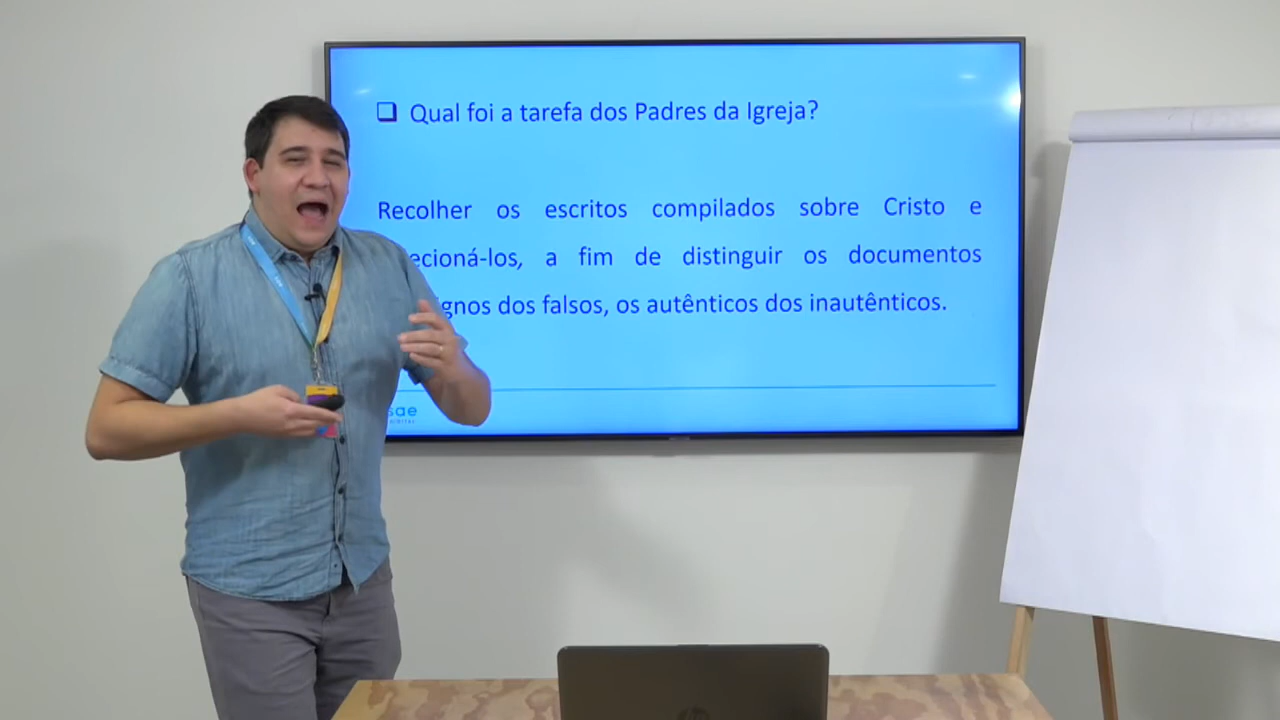 Qual foi a tarefa dos Padres da Igreja?
Recolher os escritos compilados sobre Cristo e
ecioná-los, a fim de distinguir os documentos
gnos dos falsos, os autênticos dos inautênticos.
sae